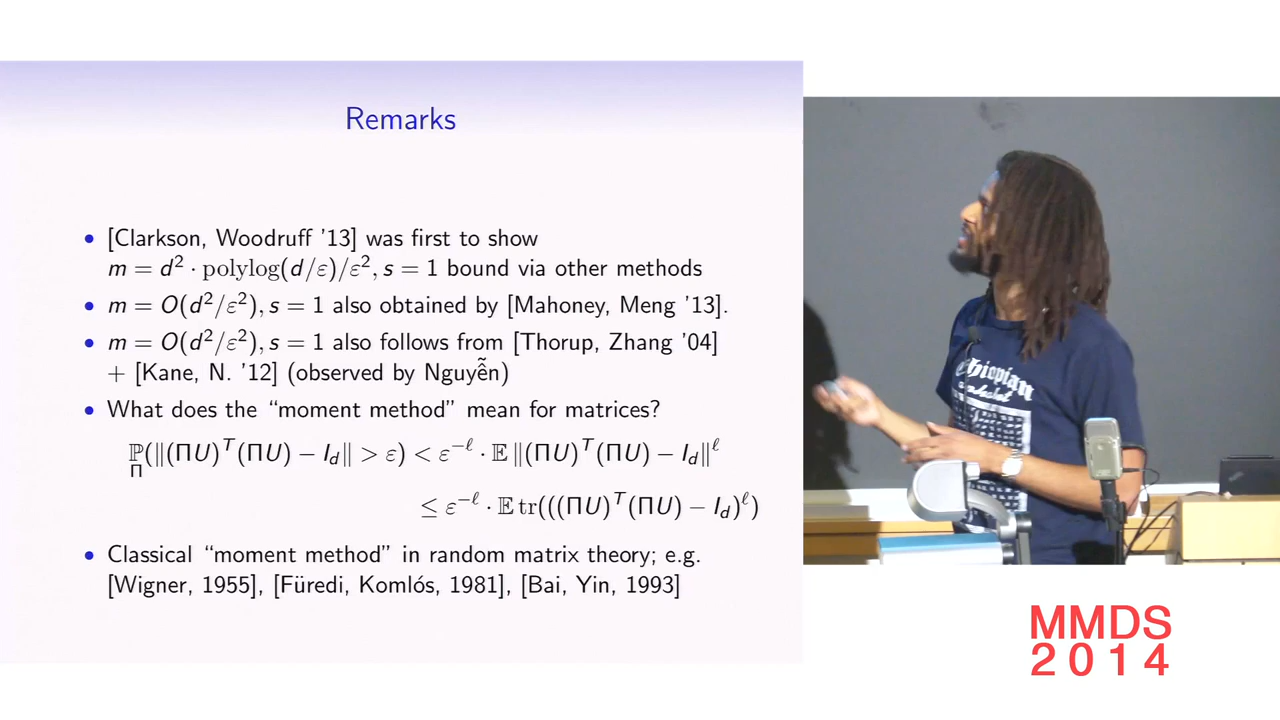 Remarks
• [Clarkson, Woodruff '13] was first to show
m = d² · polylog(d/ε)/ε², s = 1 bound via other methods
• m = O(d²/ε²), s = 1 also obtained by [Mahoney, Meng '13].
• m = O(d²/ε²), s = 1 also follows from [Thorup, Zhang '04]
+ [Kane, N. '12] (observed by Nguyễn)
• What does the “moment method” mean for matrices?
ℙ_Π(‖(ΠU)ᵀ(ΠU) − I_d‖ > ε) < ε^{−ℓ} · 𝔼 ‖(ΠU)ᵀ(ΠU) − I_d‖^ℓ
≤ ε^{−ℓ} · 𝔼 tr(((ΠU)ᵀ(ΠU) − I_d)^ℓ)
• Classical “moment method” in random matrix theory; e.g.
[Wigner, 1955], [Füredi, Komlós, 1981], [Bai, Yin, 1993]
Ethiopian
MMDS
2014